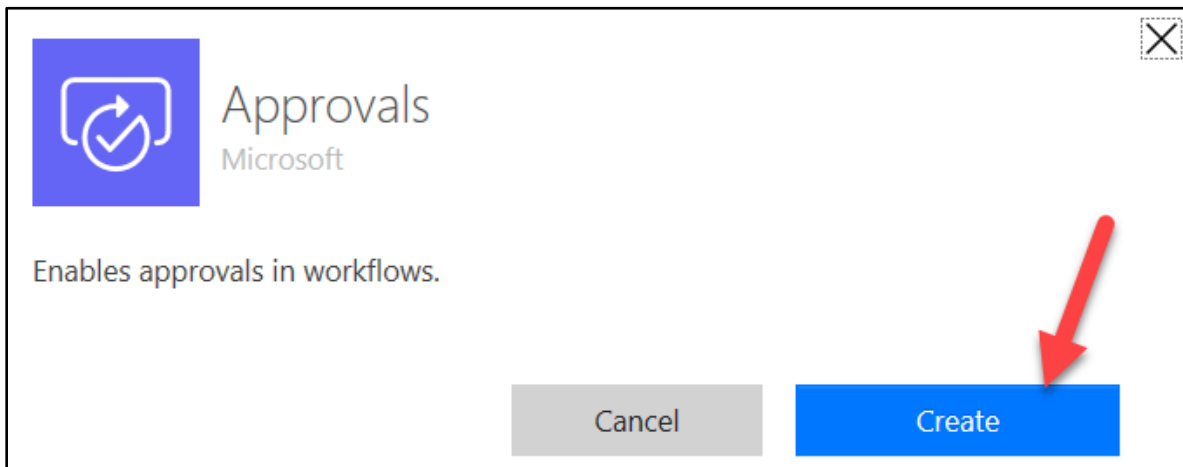 Approvals
Microsoft
Enables approvals in workflows.
Cancel
Create